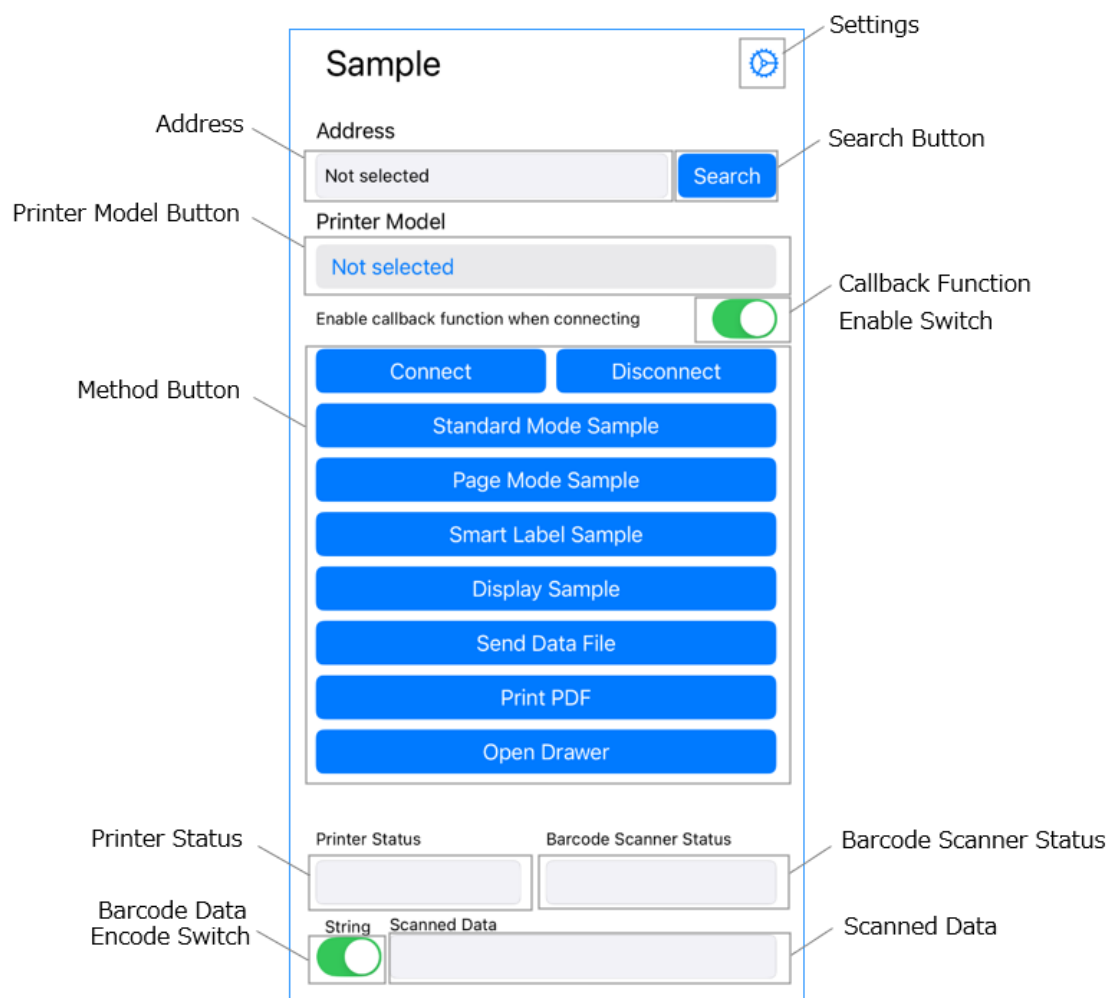 Settings
Sample
Address
Address
Search Button
Not selected
Search
Printer Model Button
Printer Model
Not selected
Callback Function
Enable Switch
Enable callback function when connecting
Method Button
Connect
Disconnect
Standard Mode Sample
Page Mode Sample
Smart Label Sample
Display Sample
Send Data File
Print PDF
Open Drawer
Printer Status
Printer Status
Barcode Scanner Status
Barcode Scanner Status
Barcode Data
Encode Switch
String
Scanned Data
Scanned Data